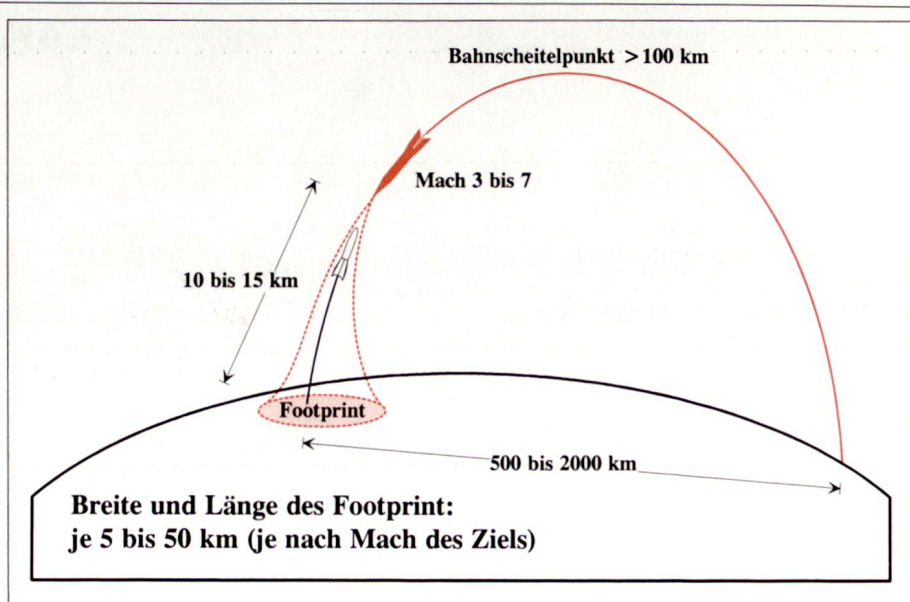 Bahnscheitelpunkt > 100 km
Mach 3 bis 7
10 bis 15 km
Footprint
500 bis 2000 km
Breite und Länge des Footprint:
je 5 bis 50 km (je nach Mach des Ziels)